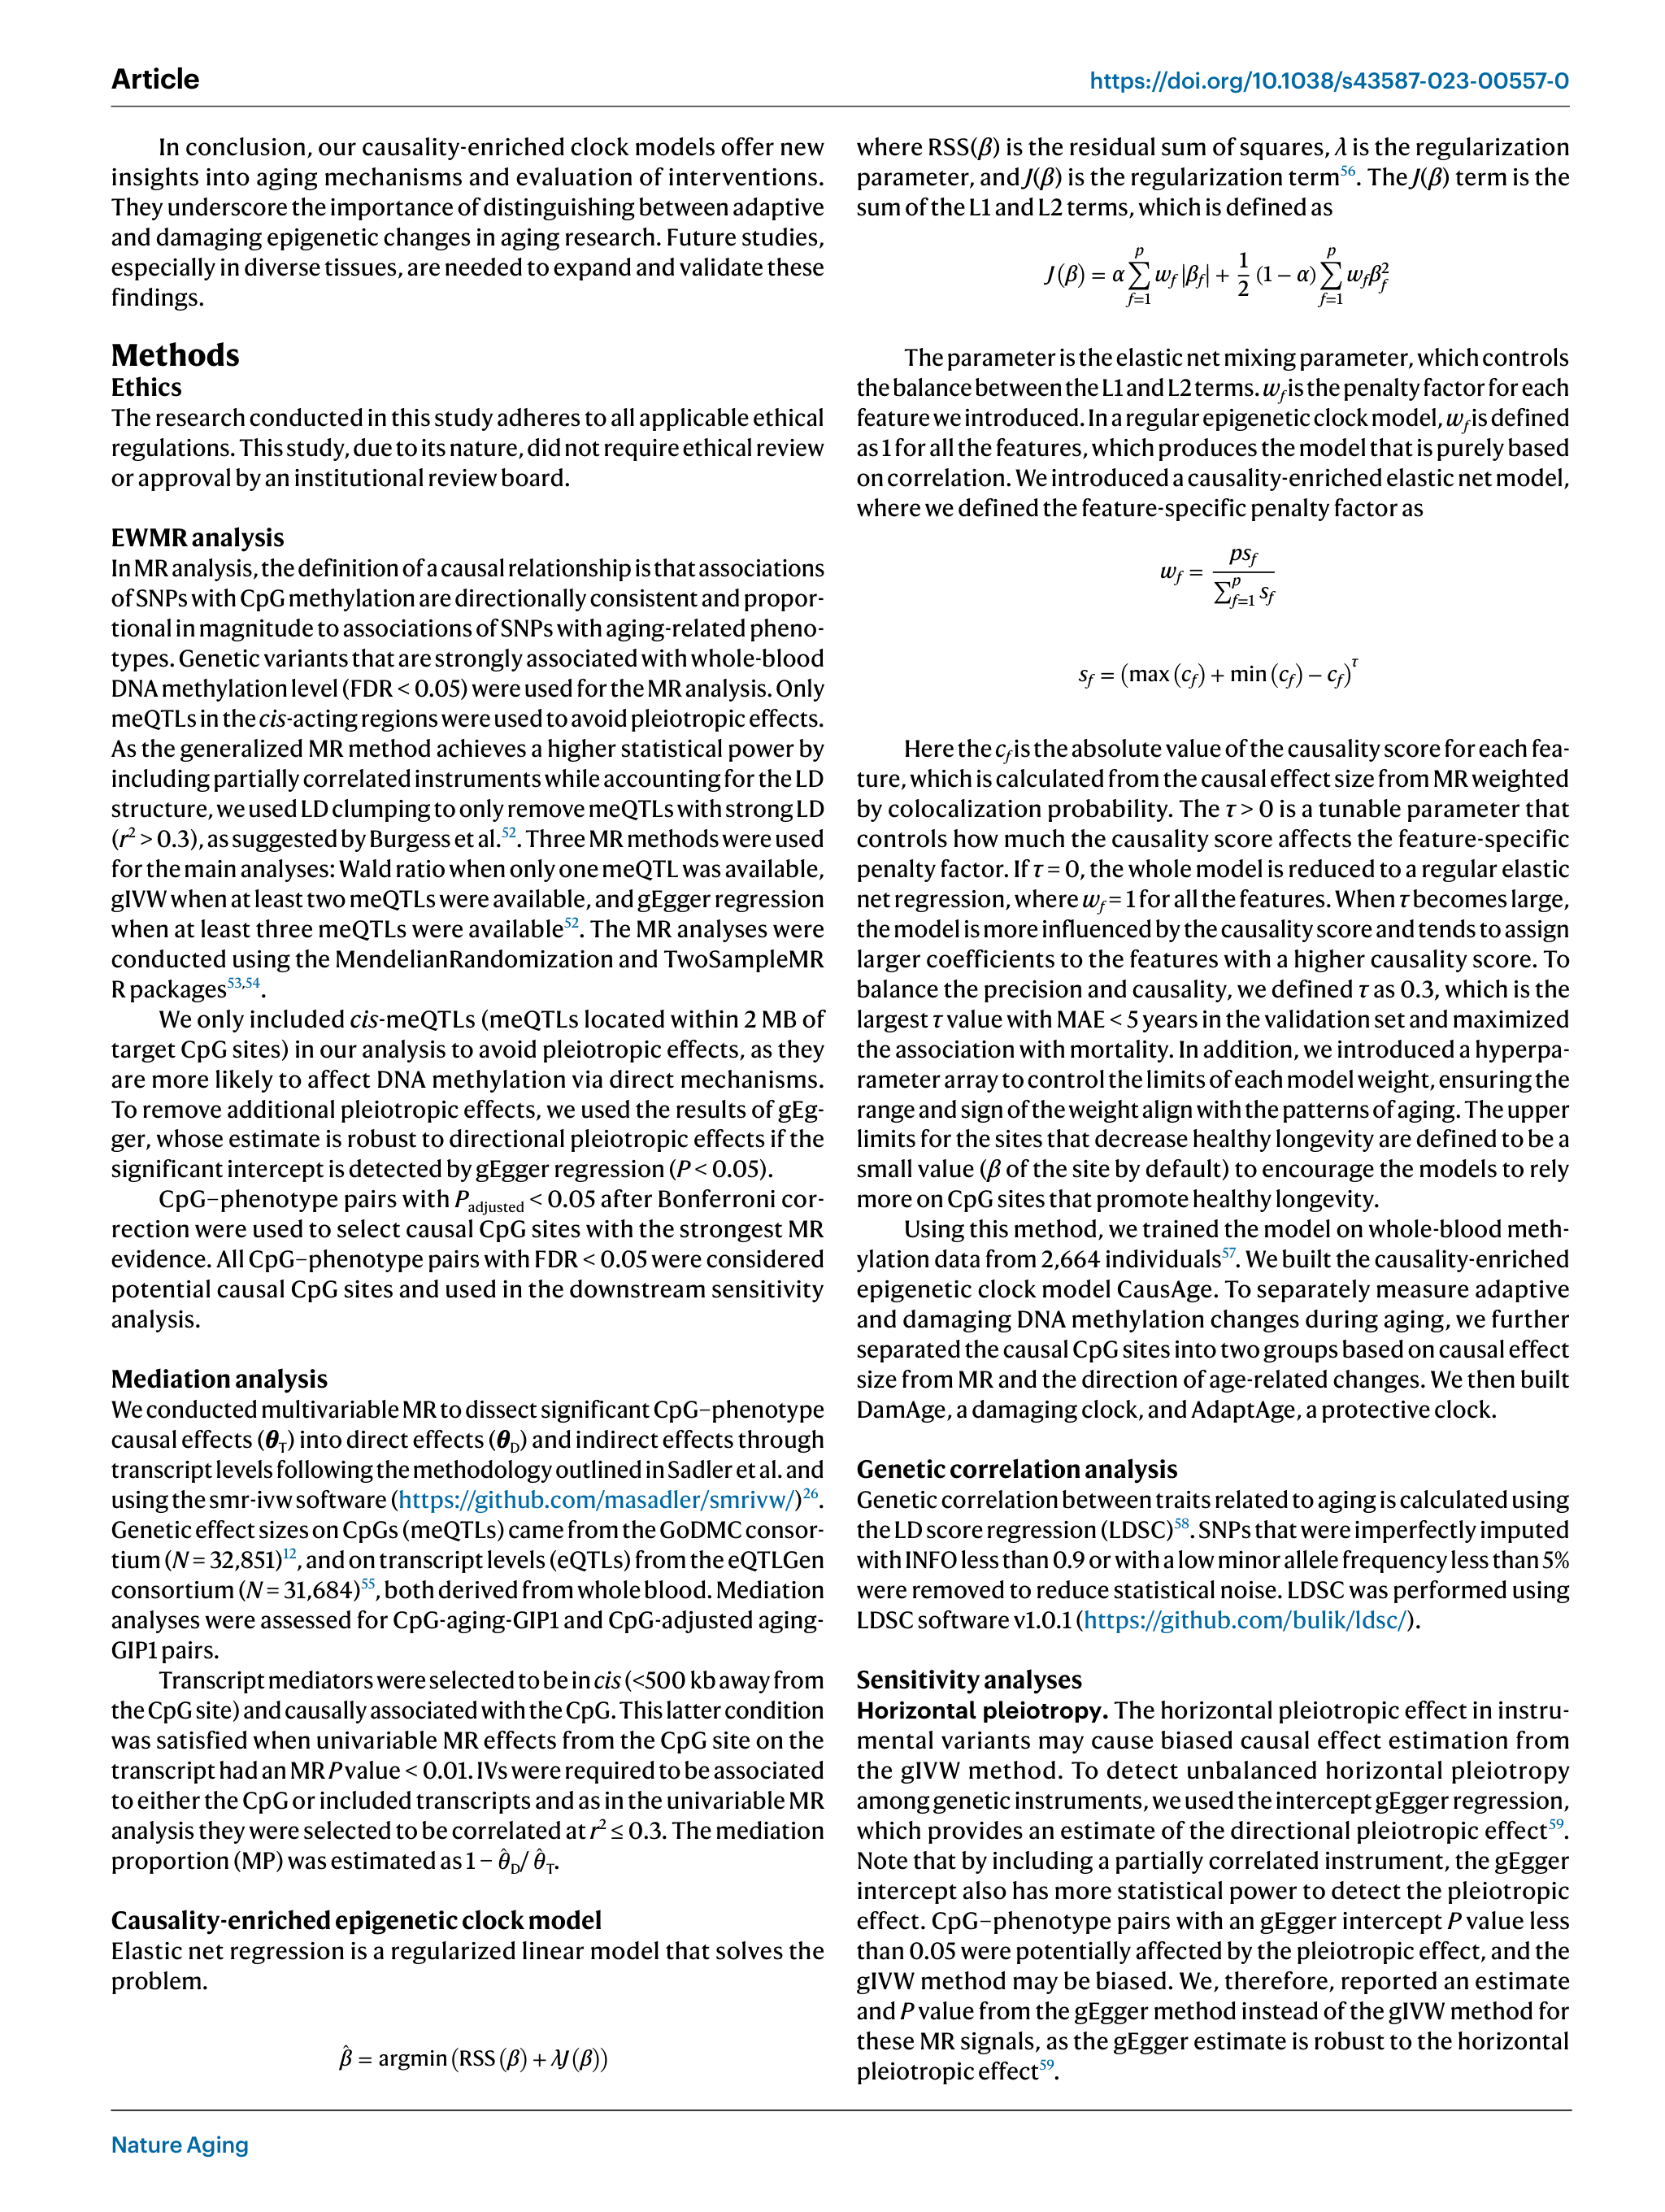 Article
https://doi.org/10.1038/s43587-023-00557-0
In conclusion, our causality-enriched clock models offer new
insights into aging mechanisms and evaluation of interventions.
They underscore the importance of distinguishing between adaptive
and damaging epigenetic changes in aging research. Future studies,
especially in diverse tissues, are needed to expand and validate these
findings.
Methods
Ethics
The research conducted in this study adheres to all applicable ethical
regulations. This study, due to its nature, did not require ethical review
or approval by an institutional review board.
EWMR analysis
In MR analysis, the definition of a causal relationship is that associations
of SNPs with CpG methylation are directionally consistent and propor-
tional in magnitude to associations of SNPs with aging-related pheno-
types. Genetic variants that are strongly associated with whole-blood
DNA methylation level (FDR < 0.05) were used for the MR analysis. Only
meQTLs in the cis-acting regions were used to avoid pleiotropic effects.
As the generalized MR method achieves a higher statistical power by
including partially correlated instruments while accounting for the LD
structure, we used LD clumping to only remove meQTLs with strong LD
(r² > 0.3), as suggested by Burgess et al.52. Three MR methods were used
for the main analyses: Wald ratio when only one meQTL was available,
gIVW when at least two meQTLs were available, and gEgger regression
when at least three meQTLs were available52. The MR analyses were
conducted using the MendelianRandomization and TwoSampleMR
R packages53,54.
We only included cis-meQTLs (meQTLs located within 2 MB of
target CpG sites) in our analysis to avoid pleiotropic effects, as they
are more likely to affect DNA methylation via direct mechanisms.
To remove additional pleiotropic effects, we used the results of gEg-
ger, whose estimate is robust to directional pleiotropic effects if the
significant intercept is detected by gEgger regression (P < 0.05).
CpG–phenotype pairs with Padjusted < 0.05 after Bonferroni cor-
rection were used to select causal CpG sites with the strongest MR
evidence. All CpG–phenotype pairs with FDR < 0.05 were considered
potential causal CpG sites and used in the downstream sensitivity
analysis.
Mediation analysis
We conducted multivariable MR to dissect significant CpG–phenotype
causal effects (θT) into direct effects (θD) and indirect effects through
transcript levels following the methodology outlined in Sadler et al. and
using the smr-ivw software (https://github.com/masadler/smrivw/)26.
Genetic effect sizes on CpGs (meQTLs) came from the GoDMC consor-
tium (N = 32,851)12, and on transcript levels (eQTLs) from the eQTLGen
consortium (N = 31,684)55, both derived from whole blood. Mediation
analyses were assessed for CpG-aging-GIP1 and CpG-adjusted aging-
GIP1 pairs.
Transcript mediators were selected to be in cis (<500 kb away from
the CpG site) and causally associated with the CpG. This latter condition
was satisfied when univariable MR effects from the CpG site on the
transcript had an MR P value < 0.01. IVs were required to be associated
to either the CpG or included transcripts and as in the univariable MR
analysis they were selected to be correlated at r² ≤ 0.3. The mediation
proportion (MP) was estimated as 1 − θ̂D/ θ̂T.
Causality-enriched epigenetic clock model
Elastic net regression is a regularized linear model that solves the
problem.
β̂ = argmin (RSS (β) + λJ (β))
where RSS(β) is the residual sum of squares, λ is the regularization
parameter, and J(β) is the regularization term56. The J(β) term is the
sum of the L1 and L2 terms, which is defined as
J (β) = α ∑_{f=1}^{p} w_f |β_f| + 1/2 (1 − α) ∑_{f=1}^{p} w_f β_f²
The parameter is the elastic net mixing parameter, which controls
the balance between the L1 and L2 terms. wf is the penalty factor for each
feature we introduced. In a regular epigenetic clock model, wf is defined
as 1 for all the features, which produces the model that is purely based
on correlation. We introduced a causality-enriched elastic net model,
where we defined the feature-specific penalty factor as
w_f = ps_f / ∑_{f=1}^{p} s_f
s_f = (max (c_f) + min (c_f) − c_f)^τ
Here the cf is the absolute value of the causality score for each fea-
ture, which is calculated from the causal effect size from MR weighted
by colocalization probability. The τ > 0 is a tunable parameter that
controls how much the causality score affects the feature-specific
penalty factor. If τ = 0, the whole model is reduced to a regular elastic
net regression, where wf = 1 for all the features. When τ becomes large,
the model is more influenced by the causality score and tends to assign
larger coefficients to the features with a higher causality score. To
balance the precision and causality, we defined τ as 0.3, which is the
largest τ value with MAE < 5 years in the validation set and maximized
the association with mortality. In addition, we introduced a hyperpa-
rameter array to control the limits of each model weight, ensuring the
range and sign of the weight align with the patterns of aging. The upper
limits for the sites that decrease healthy longevity are defined to be a
small value (β of the site by default) to encourage the models to rely
more on CpG sites that promote healthy longevity.
Using this method, we trained the model on whole-blood meth-
ylation data from 2,664 individuals57. We built the causality-enriched
epigenetic clock model CausAge. To separately measure adaptive
and damaging DNA methylation changes during aging, we further
separated the causal CpG sites into two groups based on causal effect
size from MR and the direction of age-related changes. We then built
DamAge, a damaging clock, and AdaptAge, a protective clock.
Genetic correlation analysis
Genetic correlation between traits related to aging is calculated using
the LD score regression (LDSC)58. SNPs that were imperfectly imputed
with INFO less than 0.9 or with a low minor allele frequency less than 5%
were removed to reduce statistical noise. LDSC was performed using
LDSC software v1.0.1 (https://github.com/bulik/ldsc/).
Sensitivity analyses
Horizontal pleiotropy. The horizontal pleiotropic effect in instru-
mental variants may cause biased causal effect estimation from
the gIVW method. To detect unbalanced horizontal pleiotropy
among genetic instruments, we used the intercept gEgger regression,
which provides an estimate of the directional pleiotropic effect59.
Note that by including a partially correlated instrument, the gEgger
intercept also has more statistical power to detect the pleiotropic
effect. CpG–phenotype pairs with an gEgger intercept P value less
than 0.05 were potentially affected by the pleiotropic effect, and the
gIVW method may be biased. We, therefore, reported an estimate
and P value from the gEgger method instead of the gIVW method for
these MR signals, as the gEgger estimate is robust to the horizontal
pleiotropic effect59.
Nature Aging